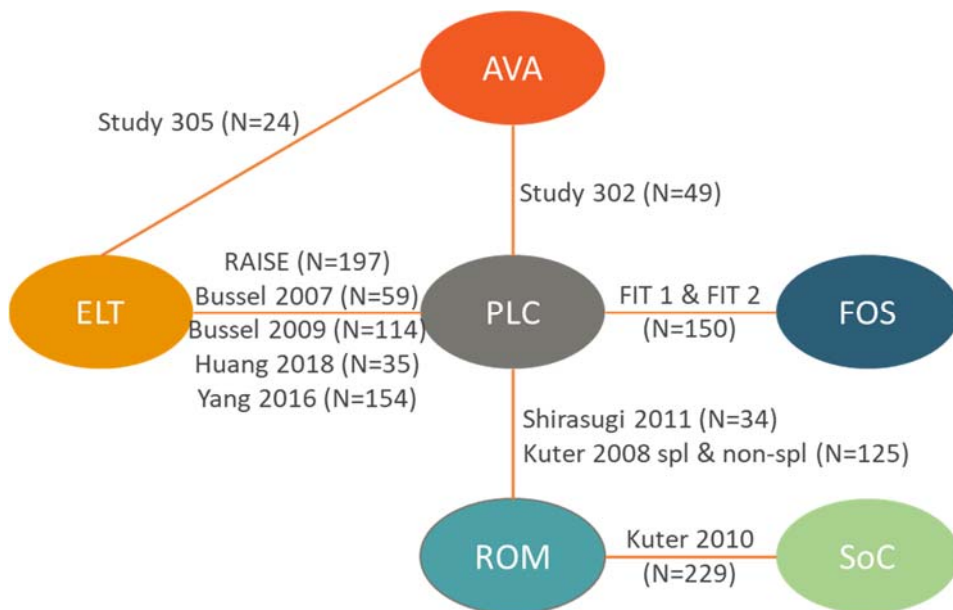 AVA
Study 305 (N=24)
Study 302 (N=49)
RAISE (N=197)
Bussel 2007 (N=59)
Bussel 2009 (N=114)
Huang 2018 (N=35)
Yang 2016 (N=154)
ELT
PLC
FIT 1 & FIT 2
(N=150)
FOS
Shirasugi 2011 (N=34)
Kuter 2008 spl & non-spl (N=125)
ROM
Kuter 2010
(N=229)
SoC